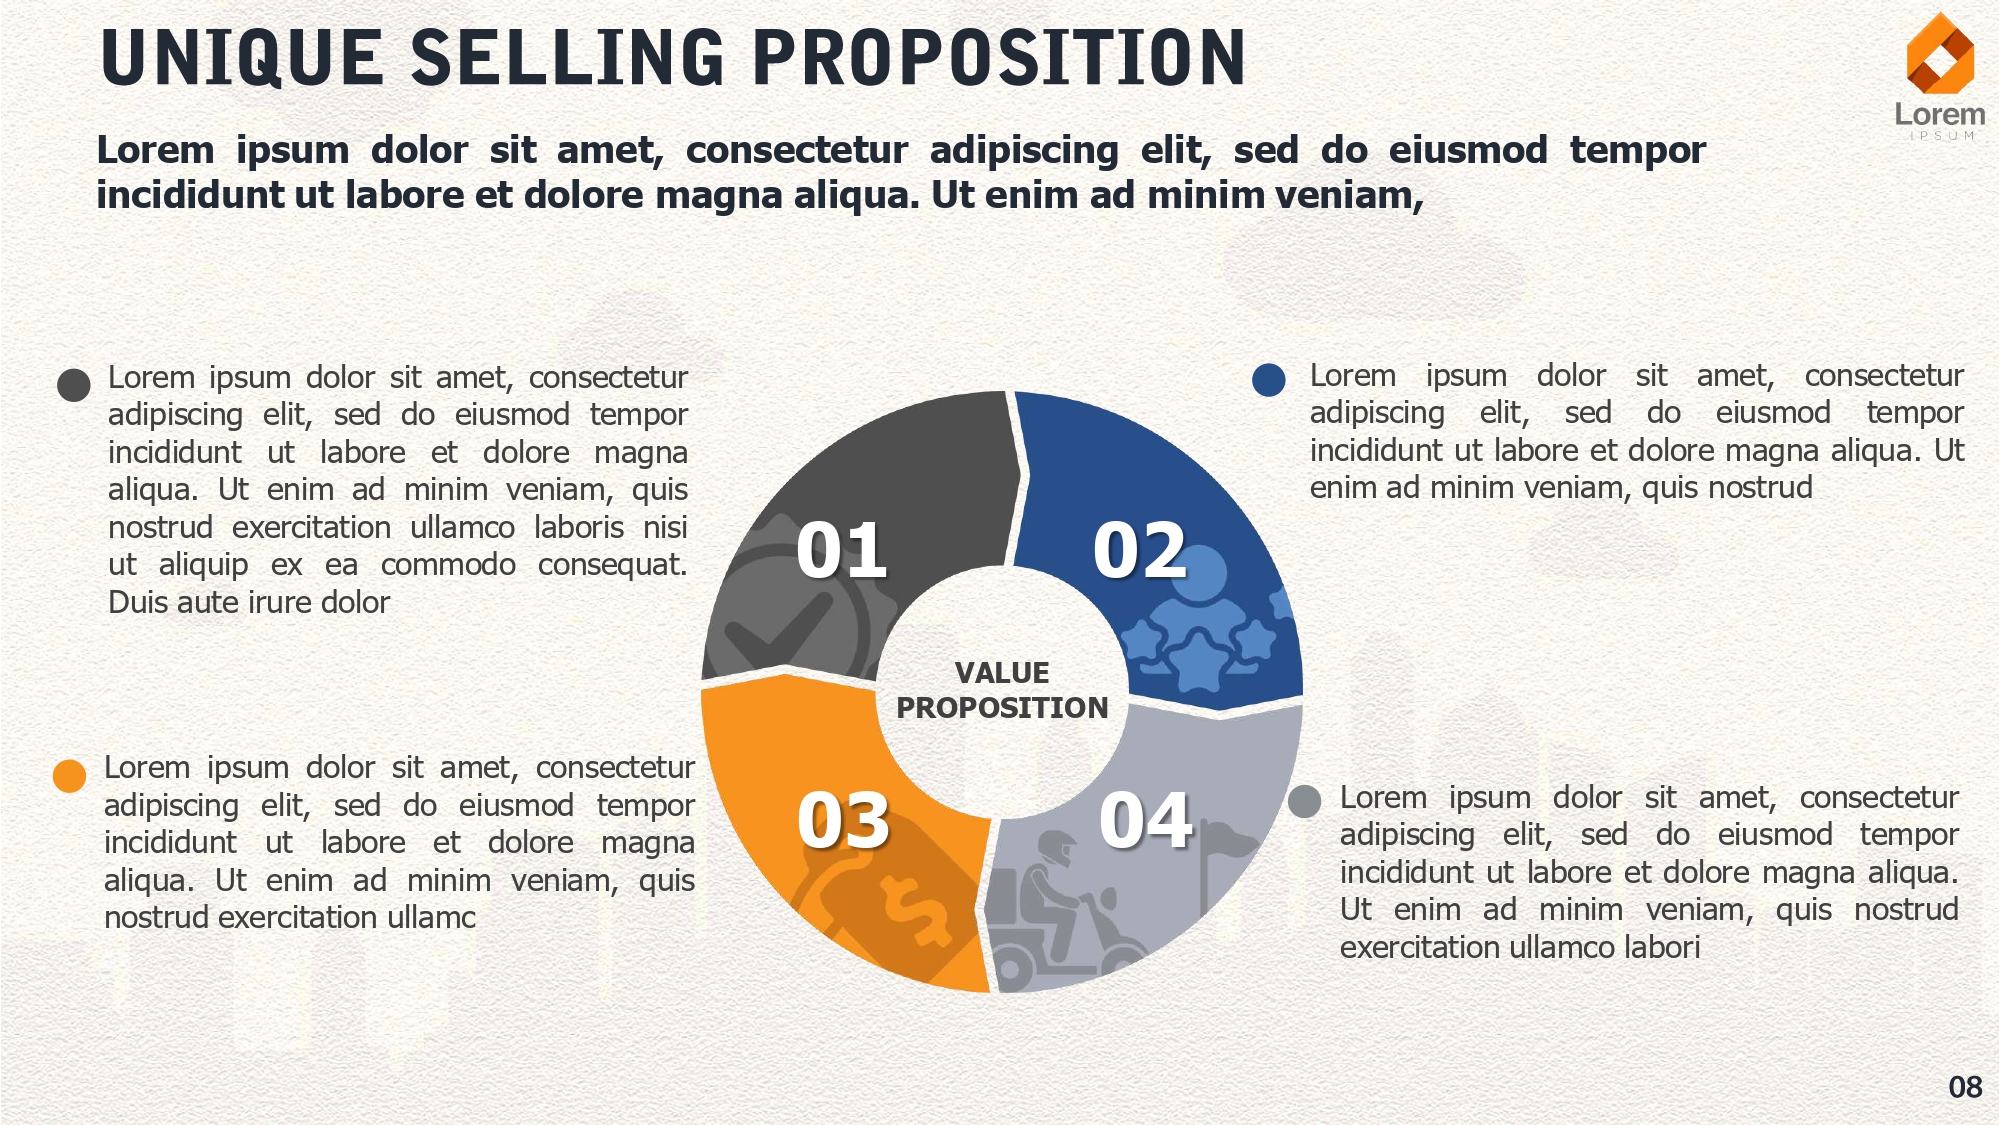 UNIQUE SELLING PROPOSITION
Lorem
IPSUM
Lorem ipsum dolor sit amet, consectetur adipiscing elit, sed do eiusmod tempor
incididunt ut labore et dolore magna aliqua. Ut enim ad minim veniam,
Lorem ipsum dolor sit amet, consectetur
adipiscing elit, sed do eiusmod tempor
incididunt ut labore et dolore magna
aliqua. Ut enim ad minim veniam, quis
nostrud exercitation ullamco laboris nisi
ut aliquip ex ea commodo consequat.
Duis aute irure dolor
Lorem ipsum dolor sit amet, consectetur
adipiscing elit, sed do eiusmod tempor
incididunt ut labore et dolore magna aliqua. Ut
enim ad minim veniam, quis nostrud
01
02
VALUE
PROPOSITION
03
04
Lorem ipsum dolor sit amet, consectetur
adipiscing elit, sed do eiusmod tempor
incididunt ut labore et dolore magna
aliqua. Ut enim ad minim veniam, quis
nostrud exercitation ullamc
Lorem ipsum dolor sit amet, consectetur
adipiscing elit, sed do eiusmod tempor
incididunt ut labore et dolore magna aliqua.
Ut enim ad minim veniam, quis nostrud
exercitation ullamco labori
08